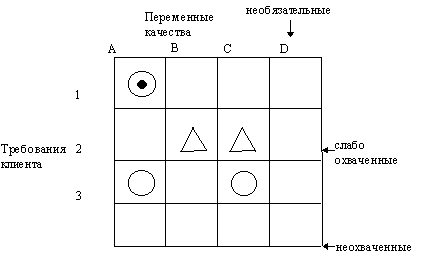 Переменные
качества
необязательные
A
B
C
D
1
2
3
Требования
клиента
слабо
охваченные
неохваченные